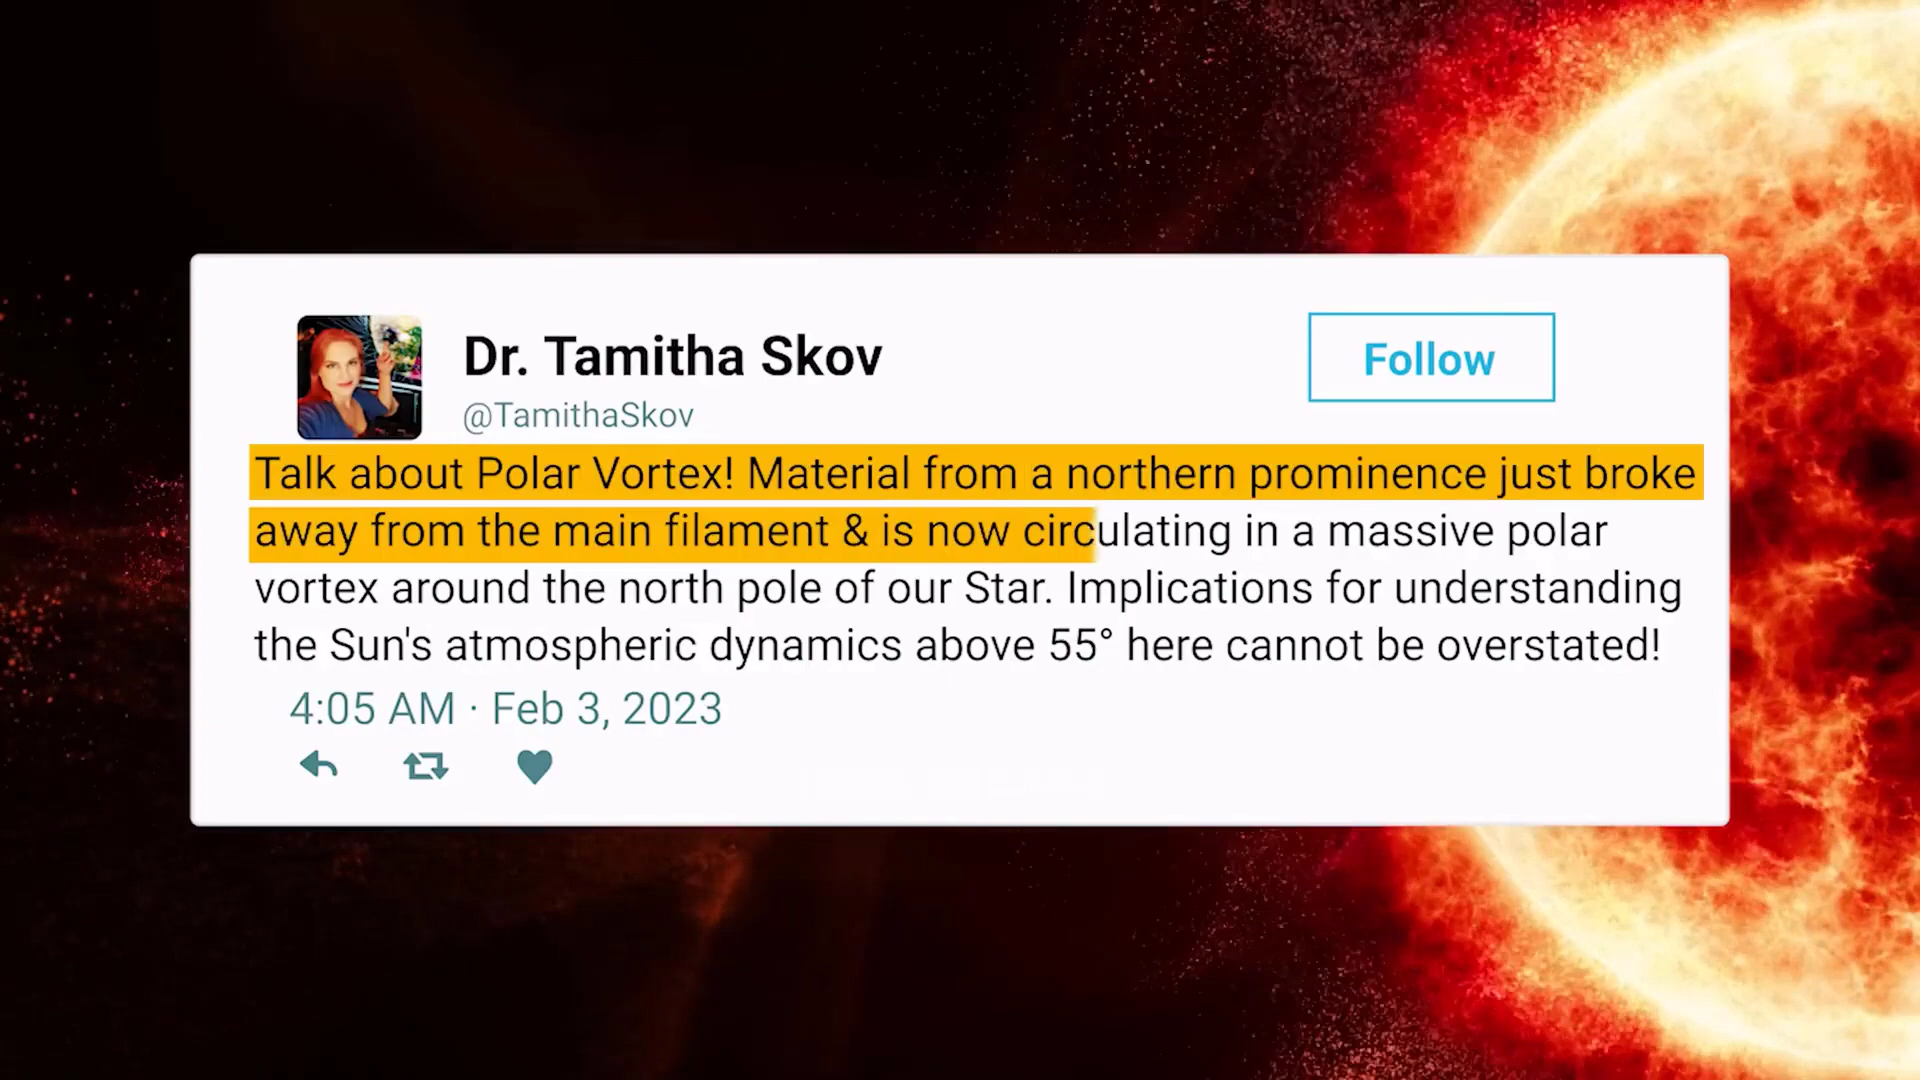 Dr. Tamitha Skov
Follow
@TamithaSkov
Talk about Polar Vortex! Material from a northern prominence just broke
away from the main filament & is now circulating in a massive polar
vortex around the north pole of our Star. Implications for understanding
the Sun's atmospheric dynamics above 55° here cannot be overstated!
4:05 AM · Feb 3, 2023